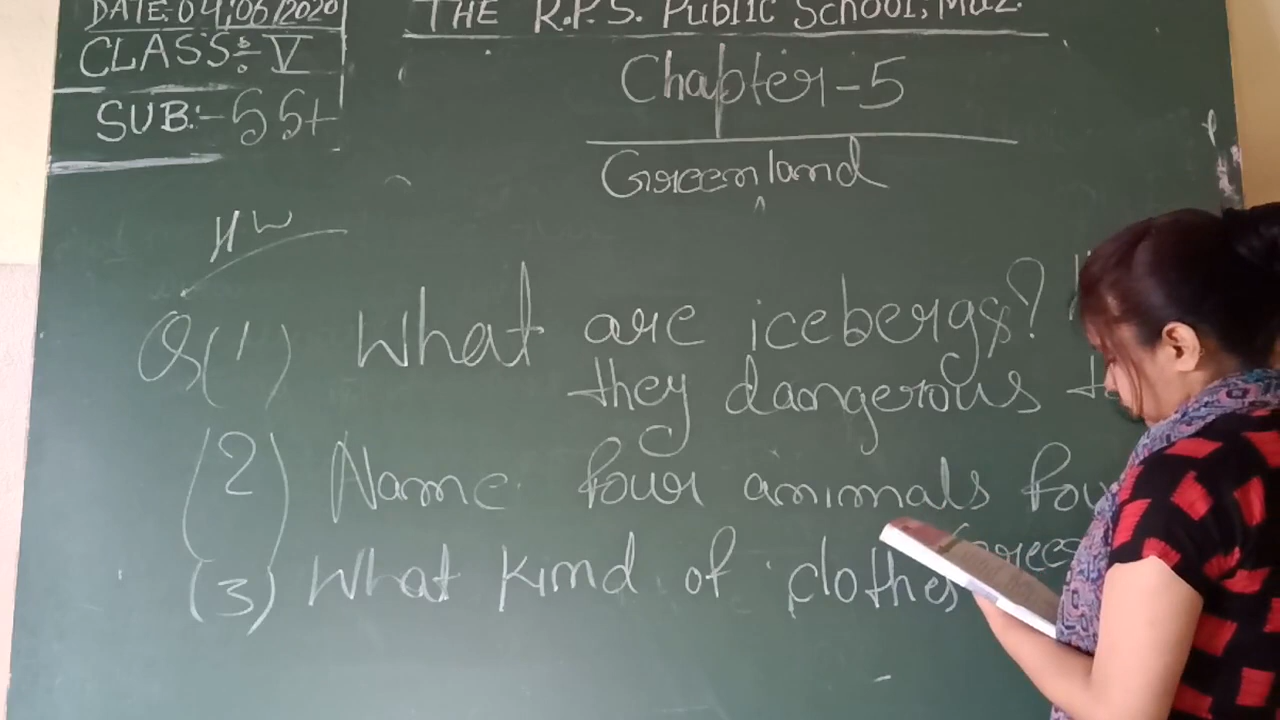 DATE: 04/06/2020
THE R.P.S. Public School, Muz.
CLASS:- V
SUB:- SSt
Chapter-5
Greenland
HW
Q(1) What are icebergs?
they dangerous
(2) Name four animals
(3) What kind of clothes